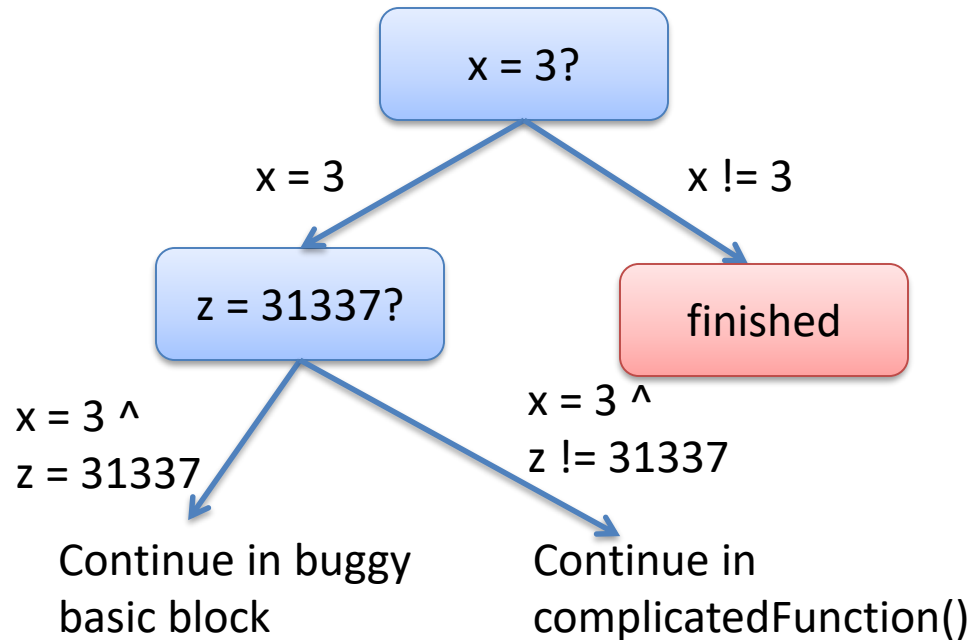 x = 3?
x = 3
x != 3
z = 31337?
finished
x = 3 ^
z = 31337
x = 3 ^
z != 31337
Continue in buggy
basic block
Continue in
complicatedFunction()